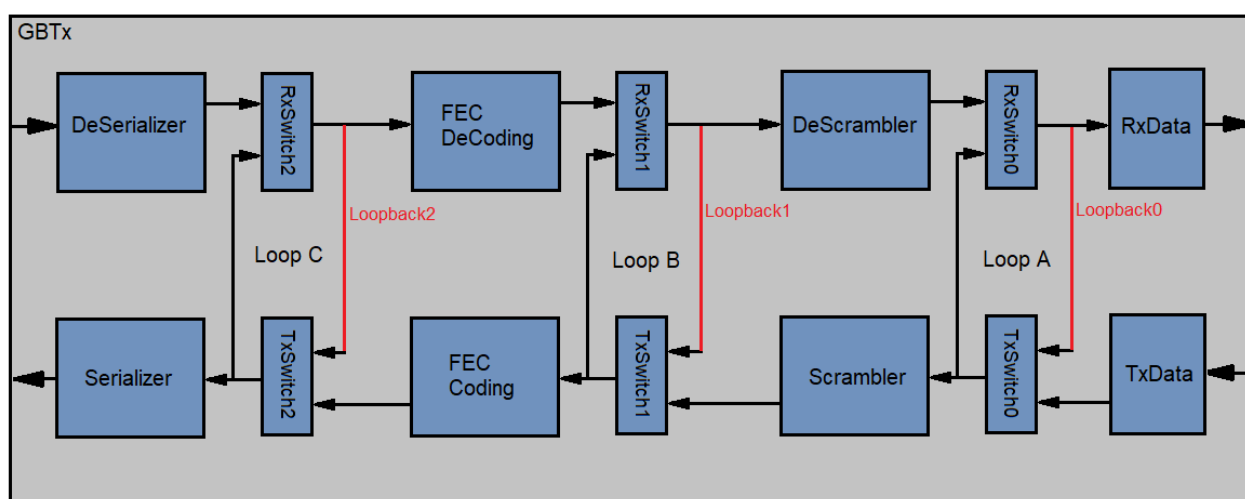 GBTx
DeSerializer
RxSwitch2
FEC
DeCoding
RxSwitch1
DeScrambler
RxSwitch0
RxData
Loopback2
Loopback1
Loopback0
Loop C
Loop B
Loop A
Serializer
TxSwitch2
FEC
Coding
TxSwitch1
Scrambler
TxSwitch0
TxData